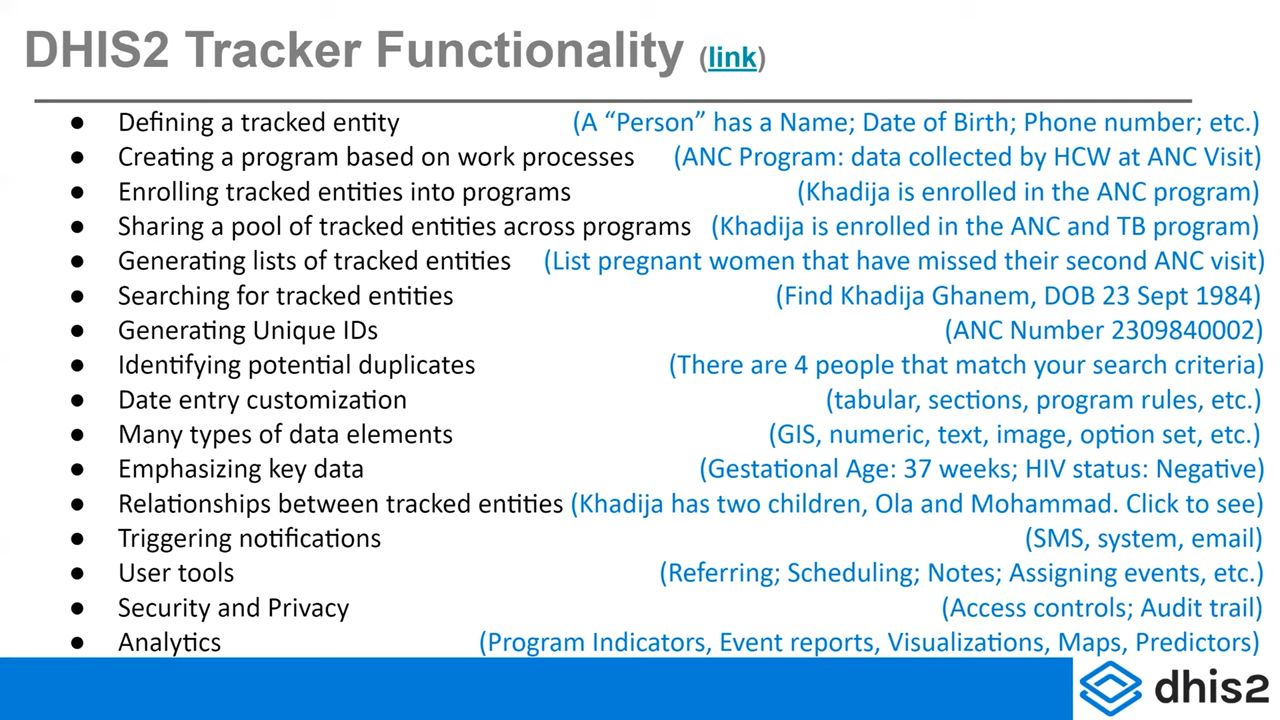 DHIS2 Tracker Functionality (link)
● Defining a tracked entity (A “Person” has a Name; Date of Birth; Phone number; etc.)
● Creating a program based on work processes (ANC Program: data collected by HCW at ANC Visit)
● Enrolling tracked entities into programs (Khadija is enrolled in the ANC program)
● Sharing a pool of tracked entities across programs (Khadija is enrolled in the ANC and TB program)
● Generating lists of tracked entities (List pregnant women that have missed their second ANC visit)
● Searching for tracked entities (Find Khadija Ghanem, DOB 23 Sept 1984)
● Generating Unique IDs (ANC Number 2309840002)
● Identifying potential duplicates (There are 4 people that match your search criteria)
● Date entry customization (tabular, sections, program rules, etc.)
● Many types of data elements (GIS, numeric, text, image, option set, etc.)
● Emphasizing key data (Gestational Age: 37 weeks; HIV status: Negative)
● Relationships between tracked entities (Khadija has two children, Ola and Mohammad. Click to see)
● Triggering notifications (SMS, system, email)
● User tools (Referring; Scheduling; Notes; Assigning events, etc.)
● Security and Privacy (Access controls; Audit trail)
● Analytics (Program Indicators, Event reports, Visualizations, Maps, Predictors)
dhis2